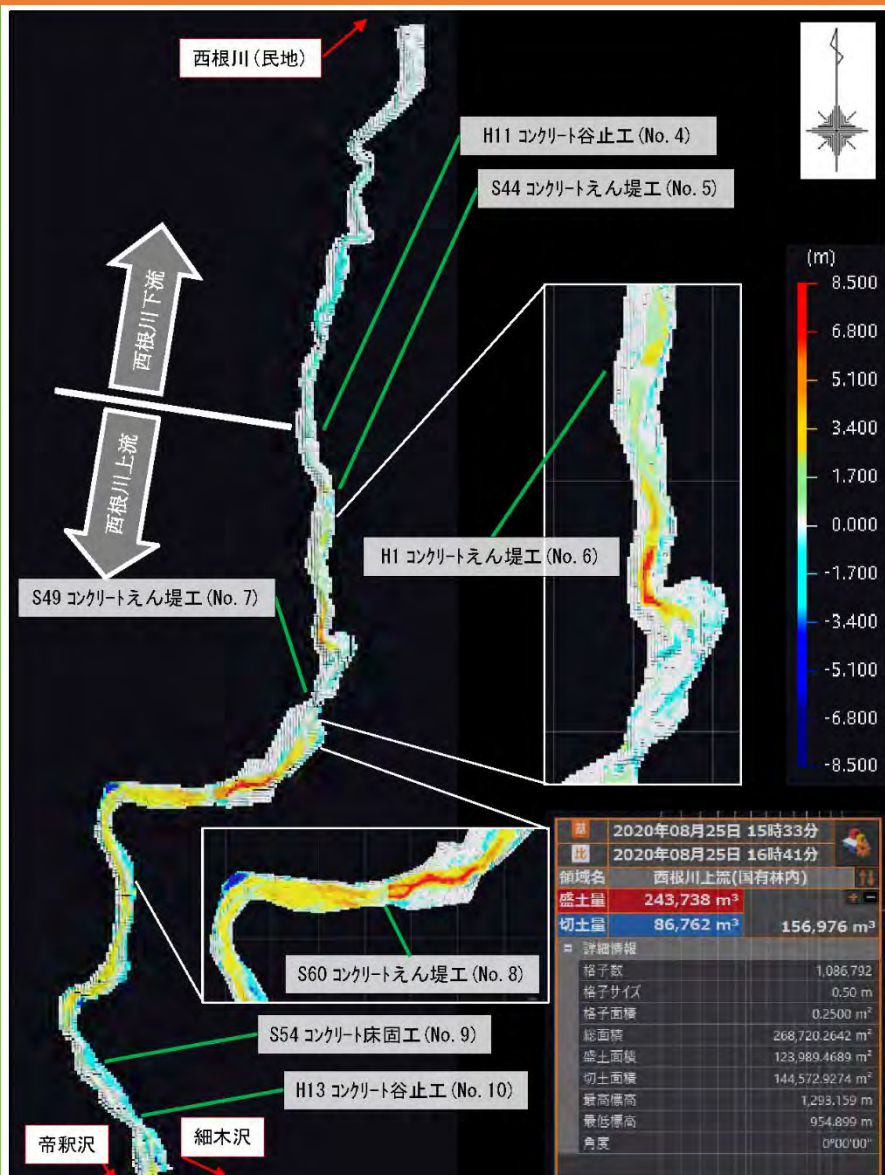 西根川(民地)
H11 コンクリート谷止工(No. 4)
S44 コンクリートえん堤工(No. 5)
西根川下流
西根川上流
H1 コンクリートえん堤工(No. 6)
S49 コンクリートえん堤工(No. 7)
S60 コンクリートえん堤工(No. 8)
S54 コンクリート床固工(No. 9)
H13 コンクリート谷止工(No. 10)
帝釈沢
細木沢
(m)
8.500
6.800
5.100
3.400
1.700
0.000
-1.700
-3.400
-5.100
-6.800
-8.500
基 2020年08月25日 15時33分
比 2020年08月25日 16時41分
領域名 西根川上流(国有林内)
盛土量 243,738 m³
切土量 86,762 m³ 156,976 m³
詳細情報
格子数 1,086,792
格子サイズ 0.50 m
格子面積 0.2500 m²
総面積 268,720.2642 m²
盛土面積 123,989.4689 m²
切土面積 144,572.9274 m²
最高標高 1,293.159 m
最低標高 954.899 m
角度 0°00'00"